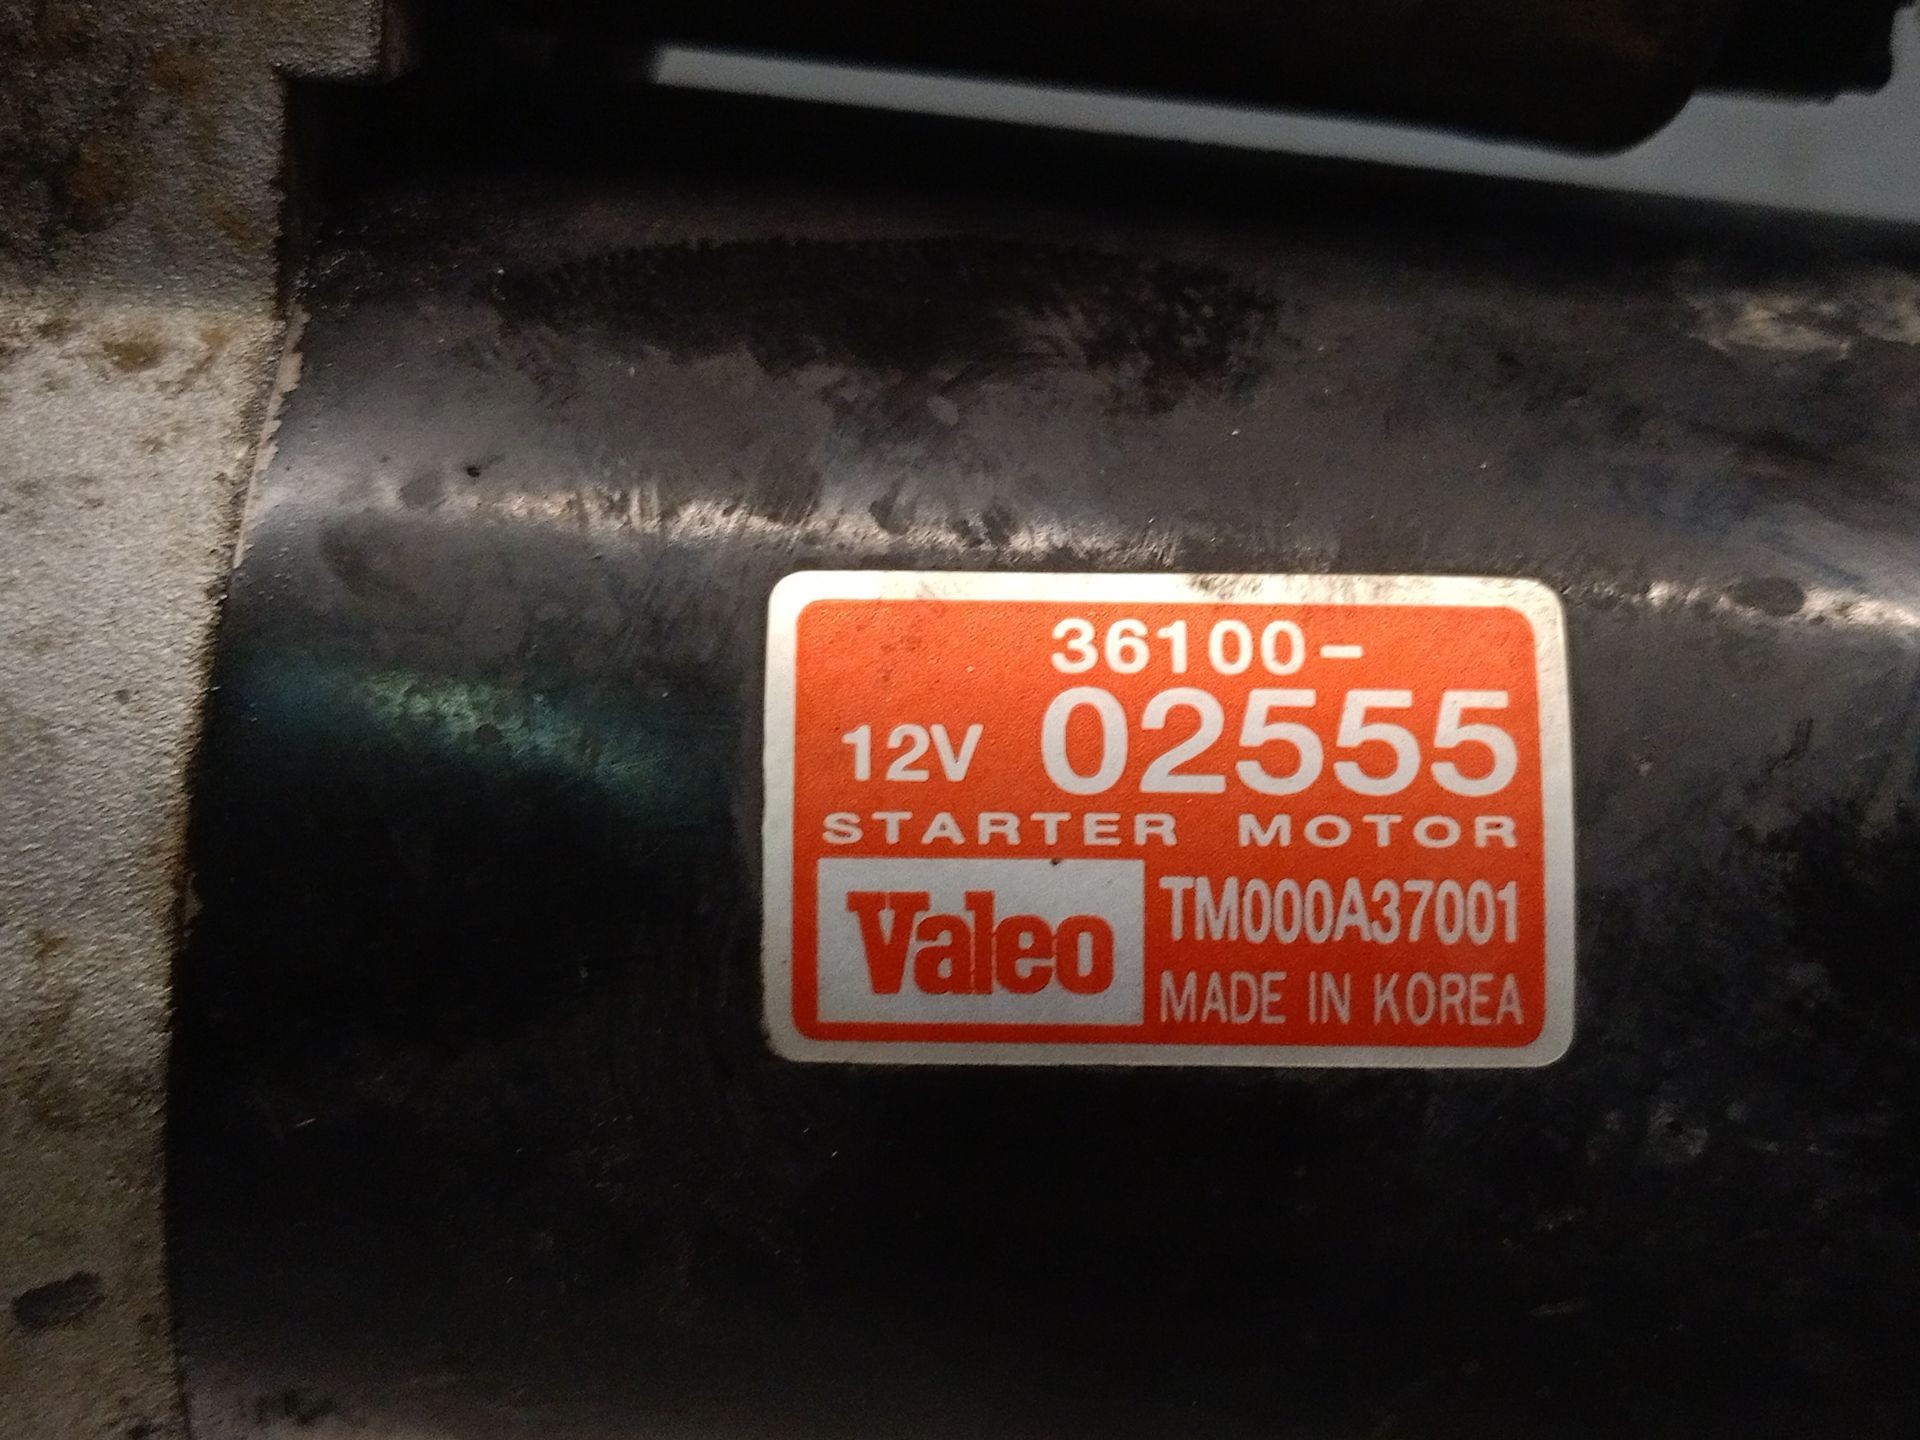 36100-
12V 02555
STARTER MOTOR
Valeo TM000A37001
MADE IN KOREA